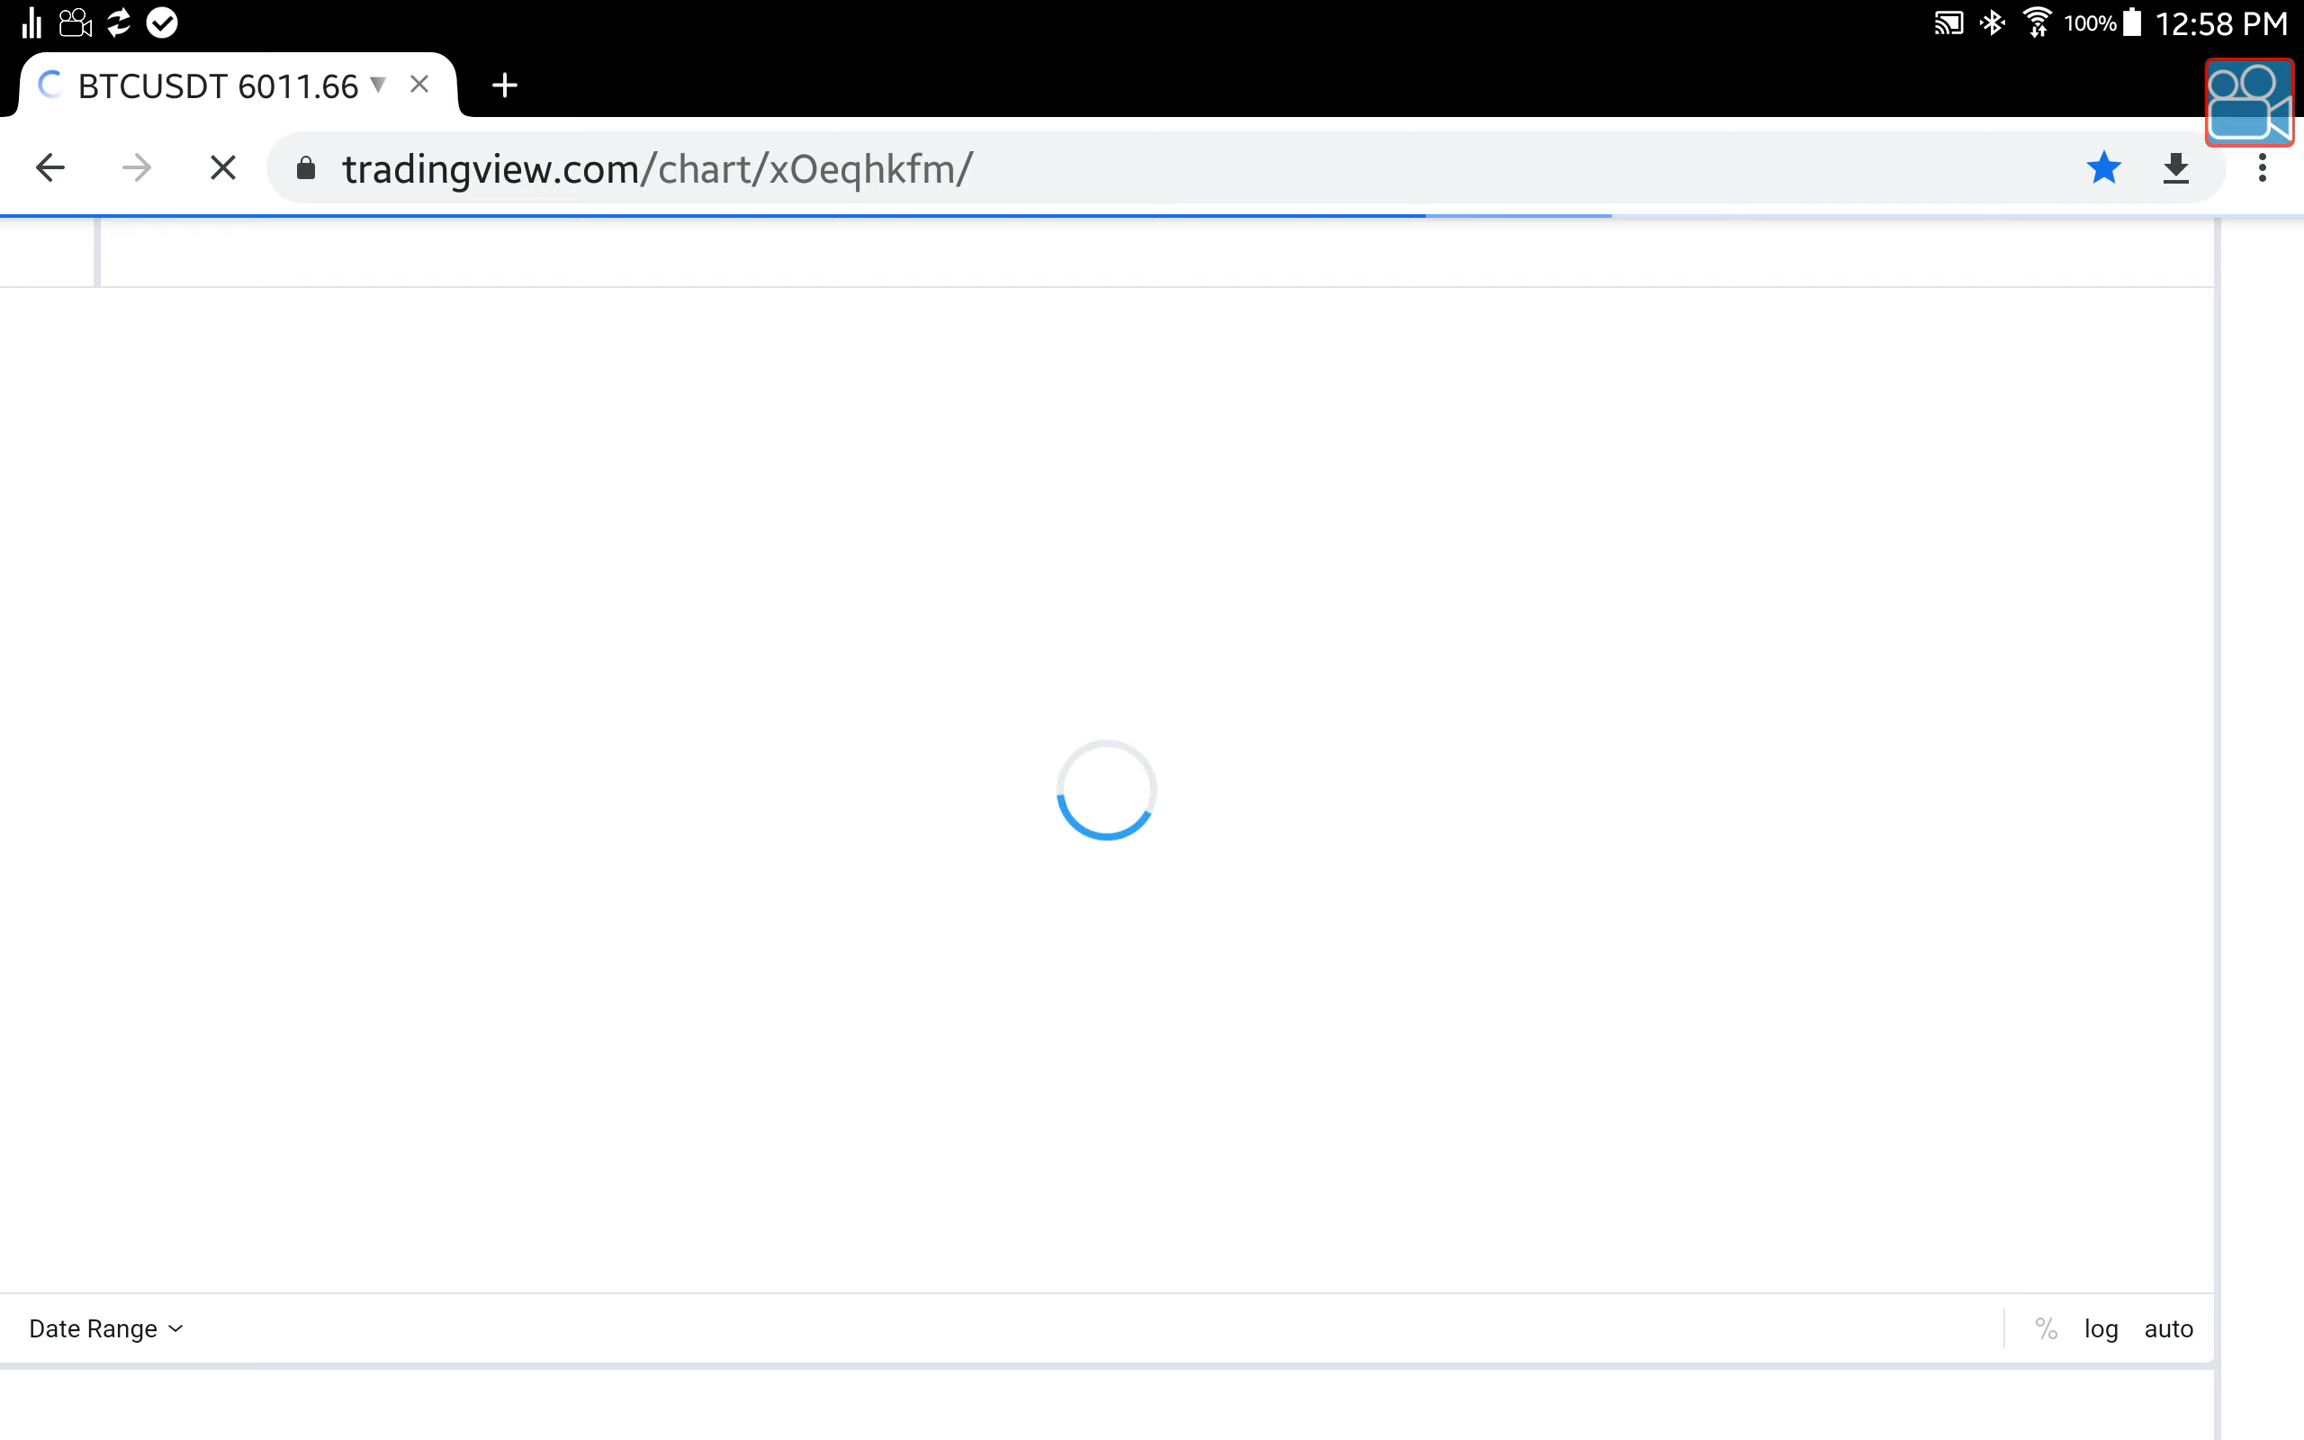 100% 12:58 PM
BTCUSDT 6011.66 ▼
tradingview.com/chart/xOeqhkfm/
Date Range
% log auto